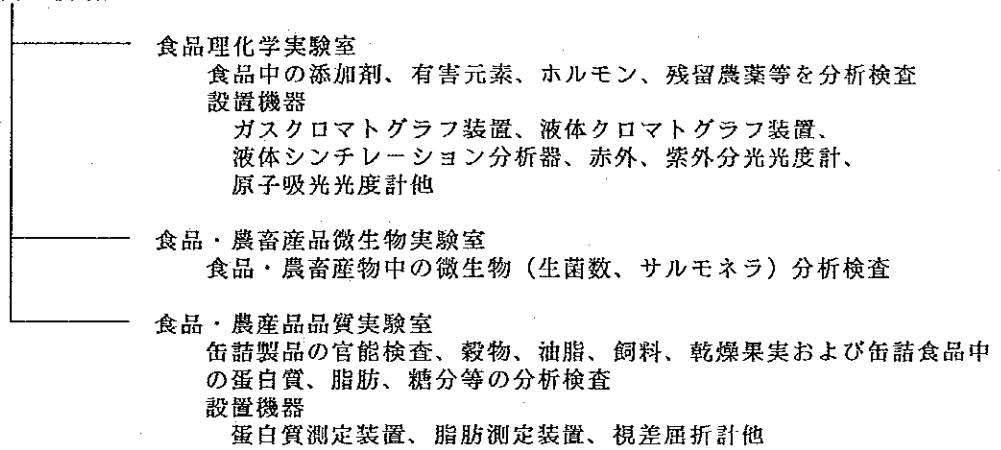 食品理化学実験室
食品中の添加剤、有害元素、ホルモン、残留農薬等を分析検査
設置機器
ガスクロマトグラフ装置、液体クロマトグラフ装置、
液体シンチレーション分析器、赤外、紫外分光光度計、
原子吸光光度計他
食品・農畜産品微生物実験室
食品・農畜産物中の微生物(生菌数、サルモネラ)分析検査
食品・農産品品質実験室
缶詰製品の官能検査、穀物、油脂、飼料、乾燥果実および缶詰食品中
の蛋白質、脂肪、糖分等の分析検査
設置機器
蛋白質測定装置、脂肪測定装置、視差屈折計他